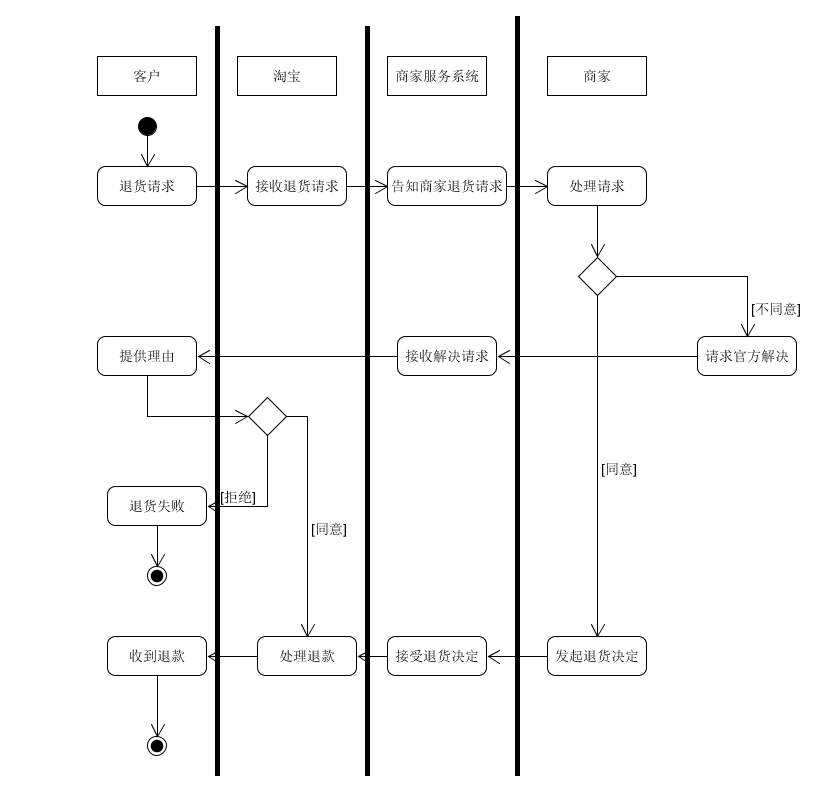 客户
淘宝
商家服务系统
商家
退货请求
接收退货请求
告知商家退货请求
处理请求
[不同意]
提供理由
接收解决请求
请求官方解决
[同意]
退货失败
[拒绝]
[同意]
收到退款
处理退款
接受退货决定
发起退货决定